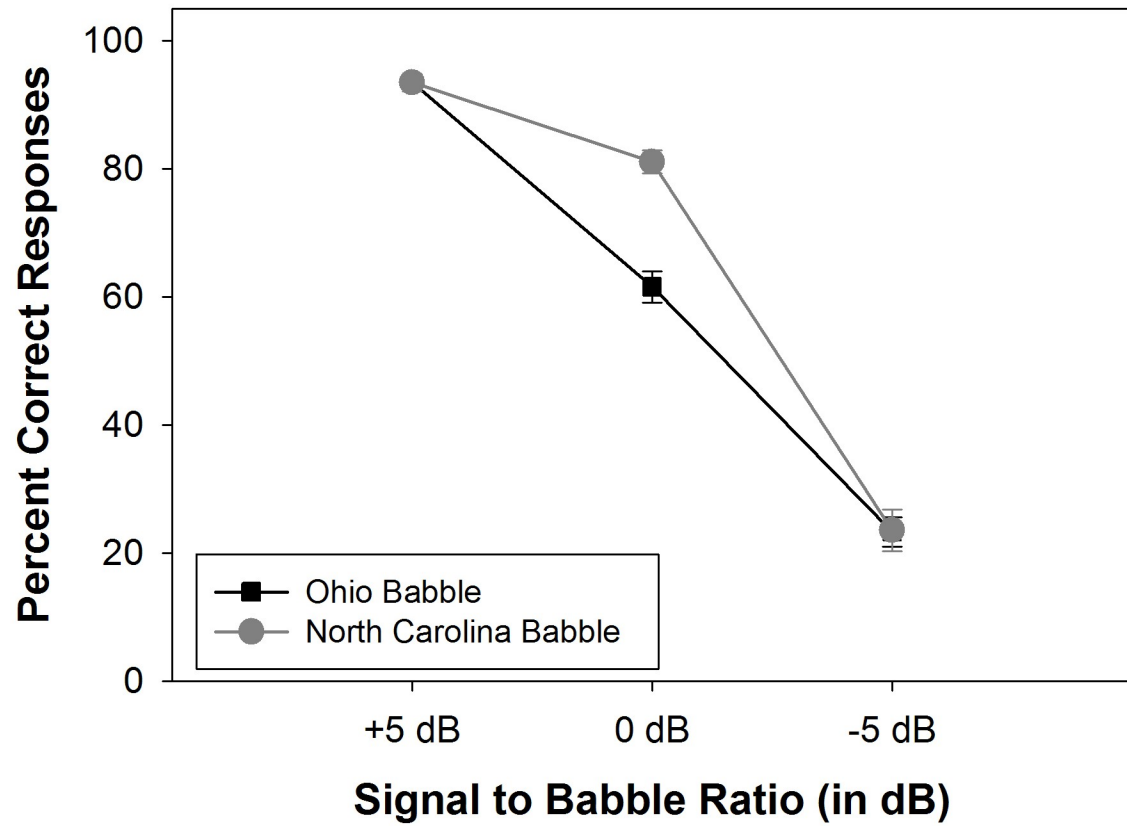 Percent Correct Responses
100
80
60
40
20
0
Ohio Babble
North Carolina Babble
+5 dB
0 dB
-5 dB
Signal to Babble Ratio (in dB)